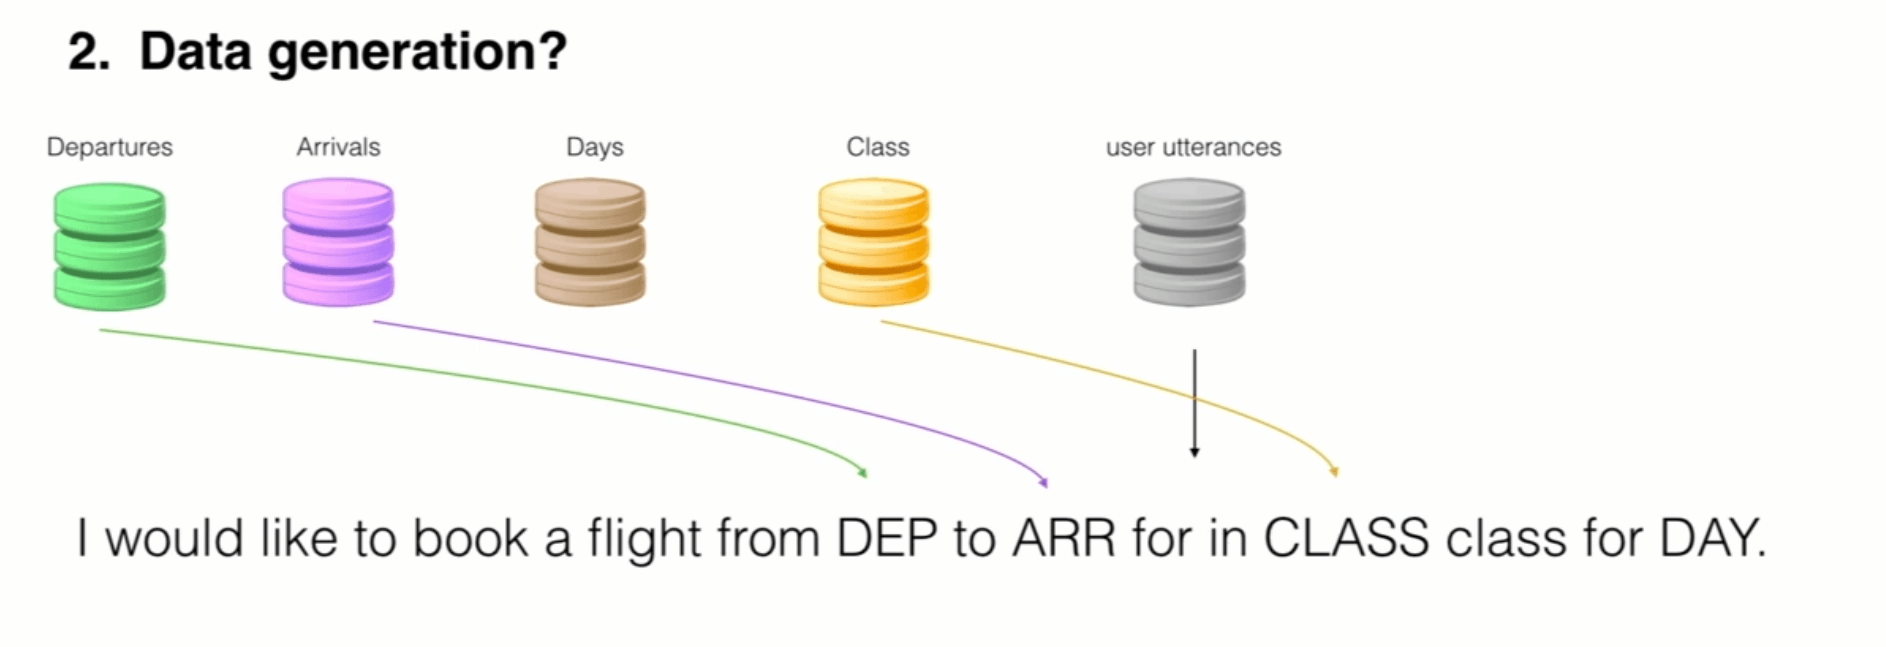 2. Data generation?
Departures Arrivals Days Class user utterances
I would like to book a flight from DEP to ARR for in CLASS class for DAY.